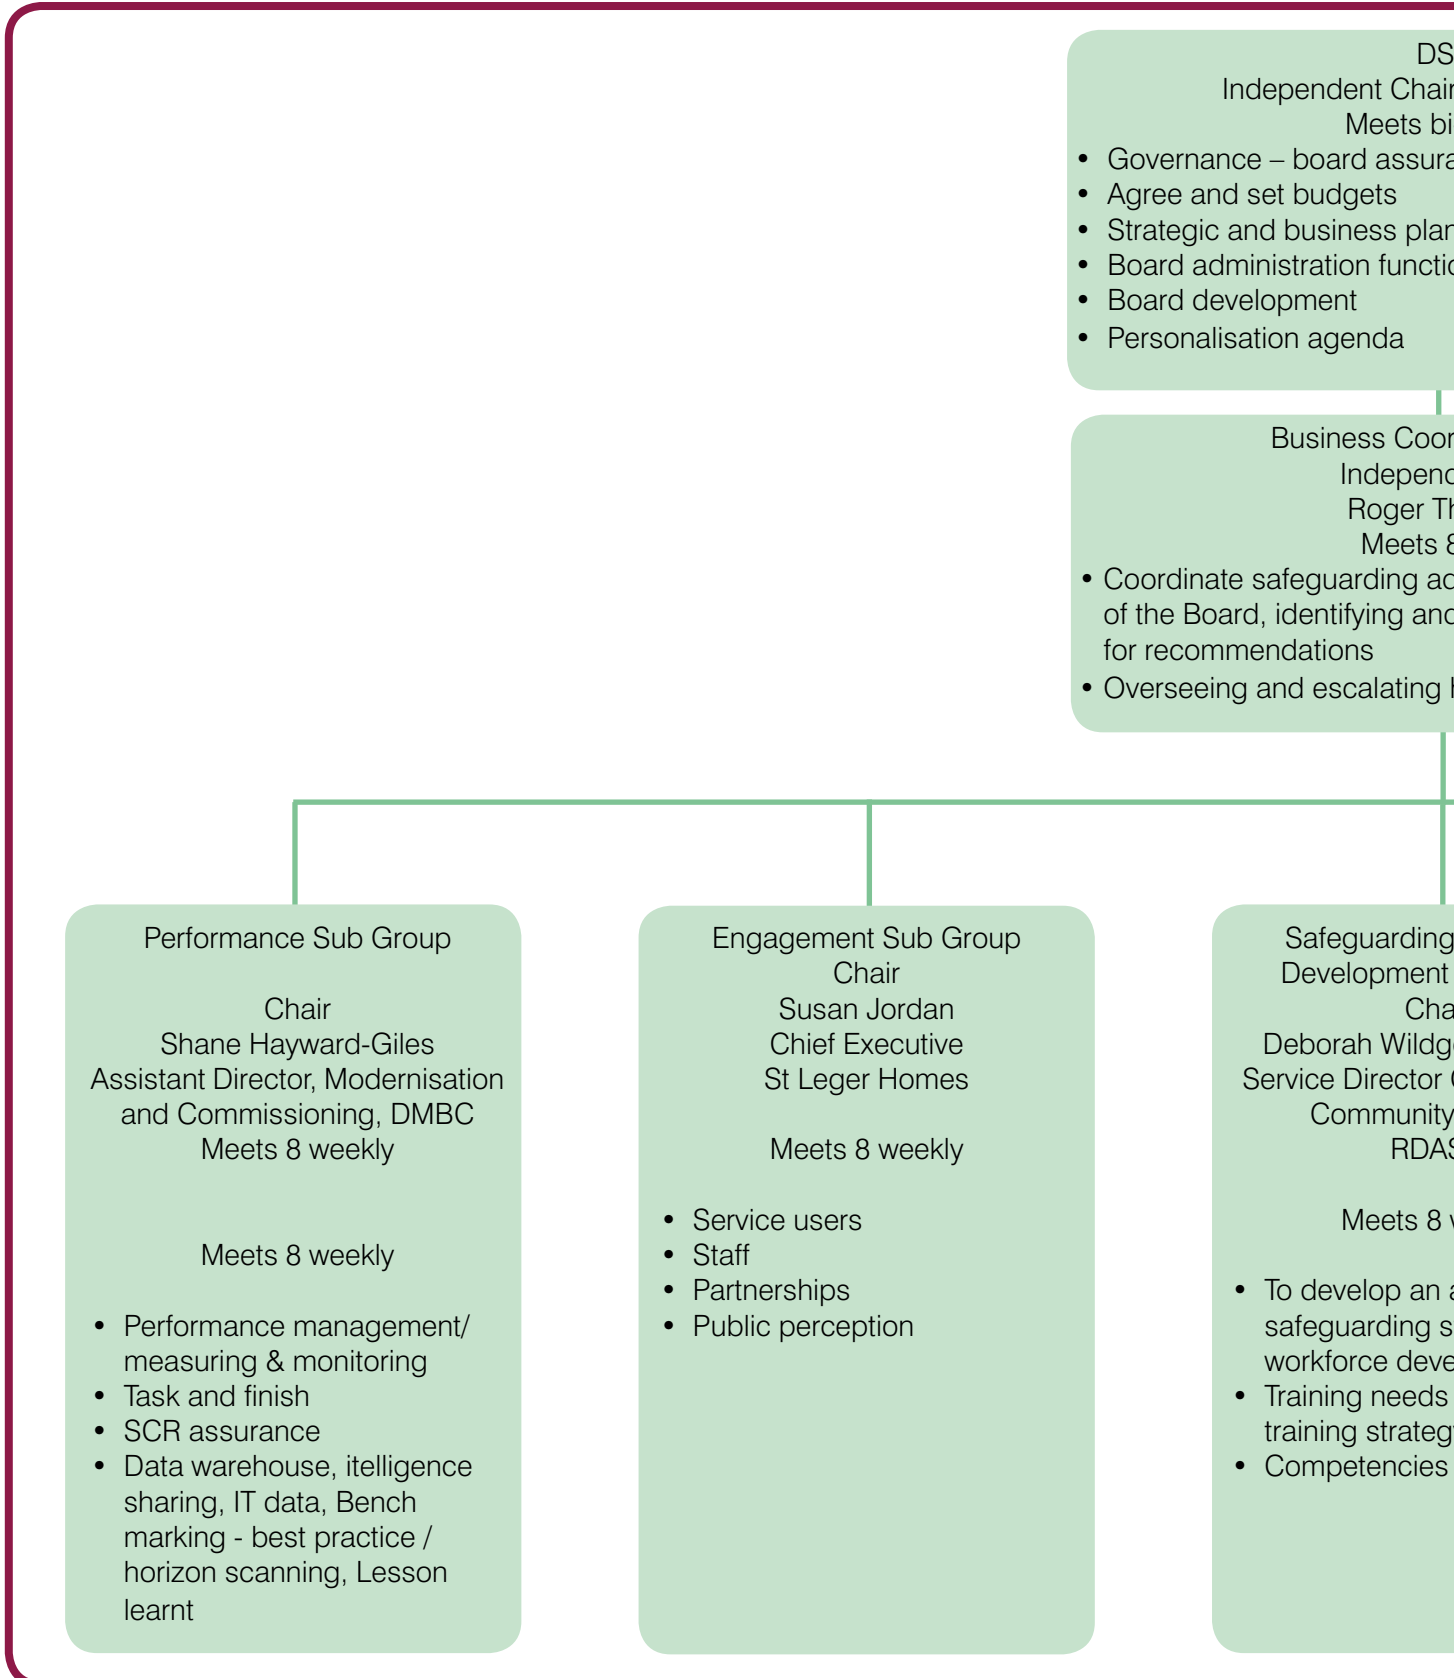 DS
Independent Chair
Meets bi
• Governance – board assura
• Agree and set budgets
• Strategic and business plan
• Board administration functio
• Board development
• Personalisation agenda
Business Coor
Independ
Roger Th
Meets 8
• Coordinate safeguarding
of the Board, identifying and
for recommendations
• Overseeing and escalating
Performance Sub Group
Chair
Shane Hayward-Giles
Assistant Director, Modernisation
and Commissioning, DMBC
Meets 8 weekly
Meets 8 weekly
• Performance management/
measuring & monitoring
• Task and finish
• SCR assurance
• Data warehouse, itelligence
sharing, IT data, Bench
marking - best practice /
horizon scanning, Lesson
learnt
Engagement Sub Group
Chair
Susan Jordan
Chief Executive
St Leger Homes
Meets 8 weekly
• Service users
• Staff
• Partnerships
• Public perception
Safeguarding
Development
Cha
Deborah Wildg
Service Director
Community
RDAS
Meets 8
• To develop an a
safeguarding s
workforce deve
• Training needs
training strateg
• Competencies